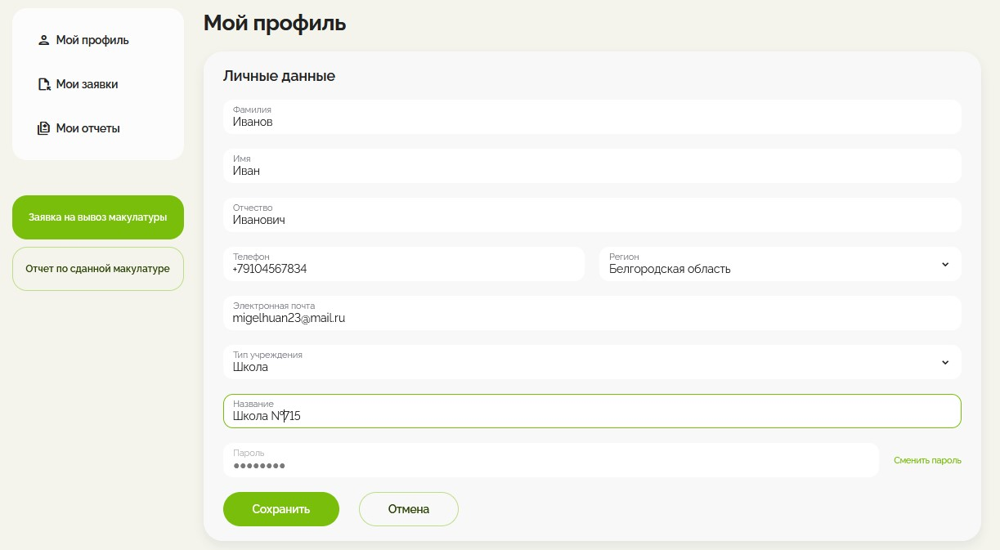 Мой профиль
Мои заявки
Мои отчеты
Заявка на вывоз макулатуры
Отчет по сданной макулатуре
Мой профиль
Личные данные
Фамилия
Иванов
Имя
Иван
Отчество
Иванович
Телефон
+79104567834
Регион
Белгородская область
Электронная почта
migelhuan23@mail.ru
Тип учреждения
Школа
Название
Школа №715
Пароль
●●●●●●●●
Сменить пароль
Сохранить
Отмена